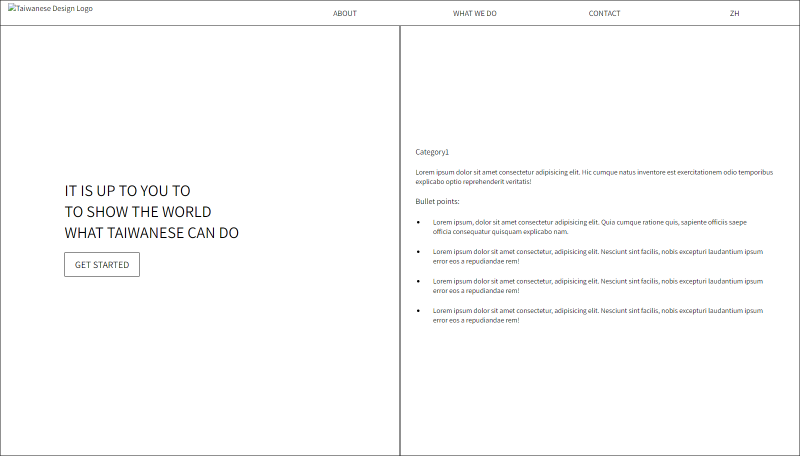 Taiwanese Design Logo
ABOUT
WHAT WE DO
CONTACT
ZH
IT IS UP TO YOU TO
TO SHOW THE WORLD
WHAT TAIWANESE CAN DO
GET STARTED
Category1
Lorem ipsum dolor sit amet consectetur adipisicing elit. Hic cumque natus inventore est exercitationem odio temporibus
explicabo optio reprehenderit veritatis!
Bullet points:
Lorem ipsum, dolor sit amet consectetur adipisicing elit. Quia cumque ratione quis, sapiente officiis saepe
officia consequatur quisquam explicabo nam.
Lorem ipsum dolor sit amet consectetur, adipisicing elit. Nesciunt sint facilis, nobis excepturi laudantium ipsum
error eos a repudiandae rem!
Lorem ipsum dolor sit amet consectetur, adipisicing elit. Nesciunt sint facilis, nobis excepturi laudantium ipsum
error eos a repudiandae rem!
Lorem ipsum dolor sit amet consectetur, adipisicing elit. Nesciunt sint facilis, nobis excepturi laudantium ipsum
error eos a repudiandae rem!